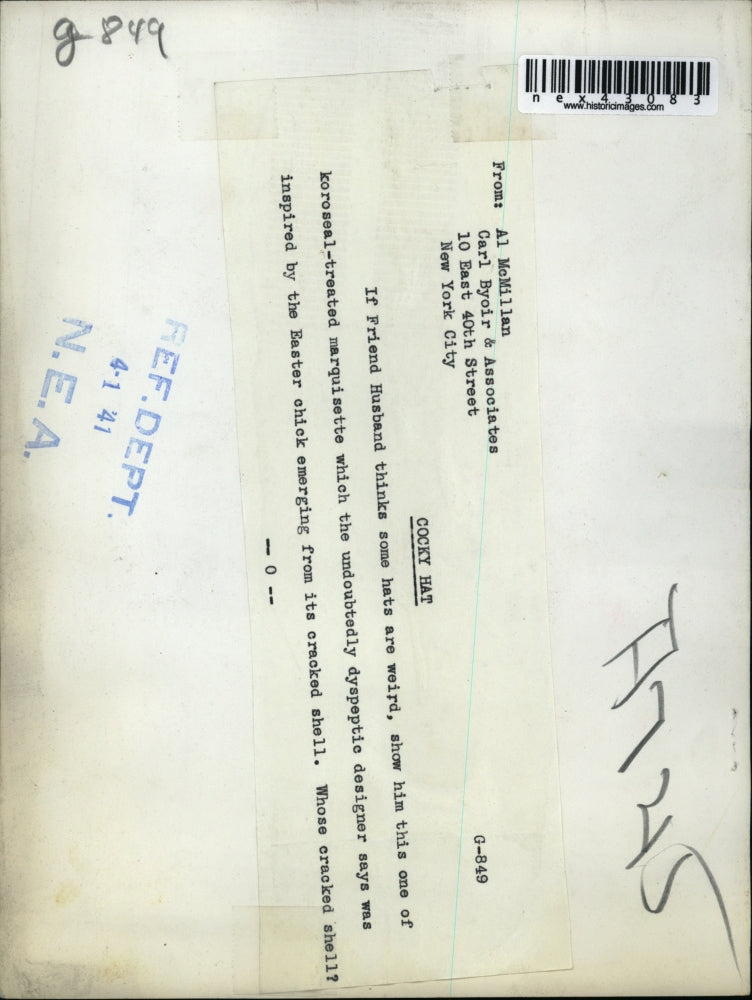 g-849
nex43083
www.historicimages.com
From: Al McMillan
Carl Byoir & Associates
10 East 40th Street
New York City
G-849
COCKY HAT
If Friend Husband thinks some hats are weird, show him this one of
koroseal-treated marquisette which the undoubtedly dyspeptic designer says was
inspired by the Easter chick emerging from its cracked shell. Whose cracked shell?
-- 0 --
REF. DEPT.
4-1 '41
N.E.A.